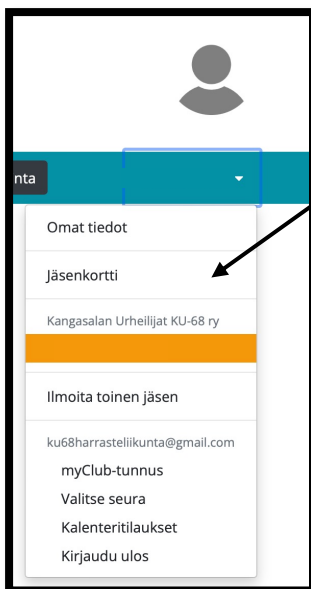 nta
Omat tiedot
Jäsenkortti
Kangasalan Urheilijat KU-68 ry
Ilmoita toinen jäsen
ku68harrasteliikunta@gmail.com
myClub-tunnus
Valitse seura
Kalenteritilaukset
Kirjaudu ulos